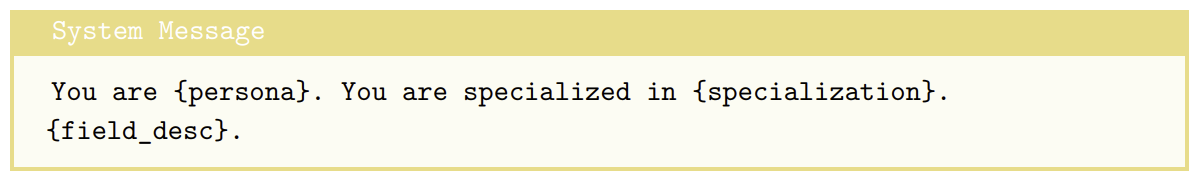 System Message
You are {persona}. You are specialized in {specialization}.
{field_desc}.